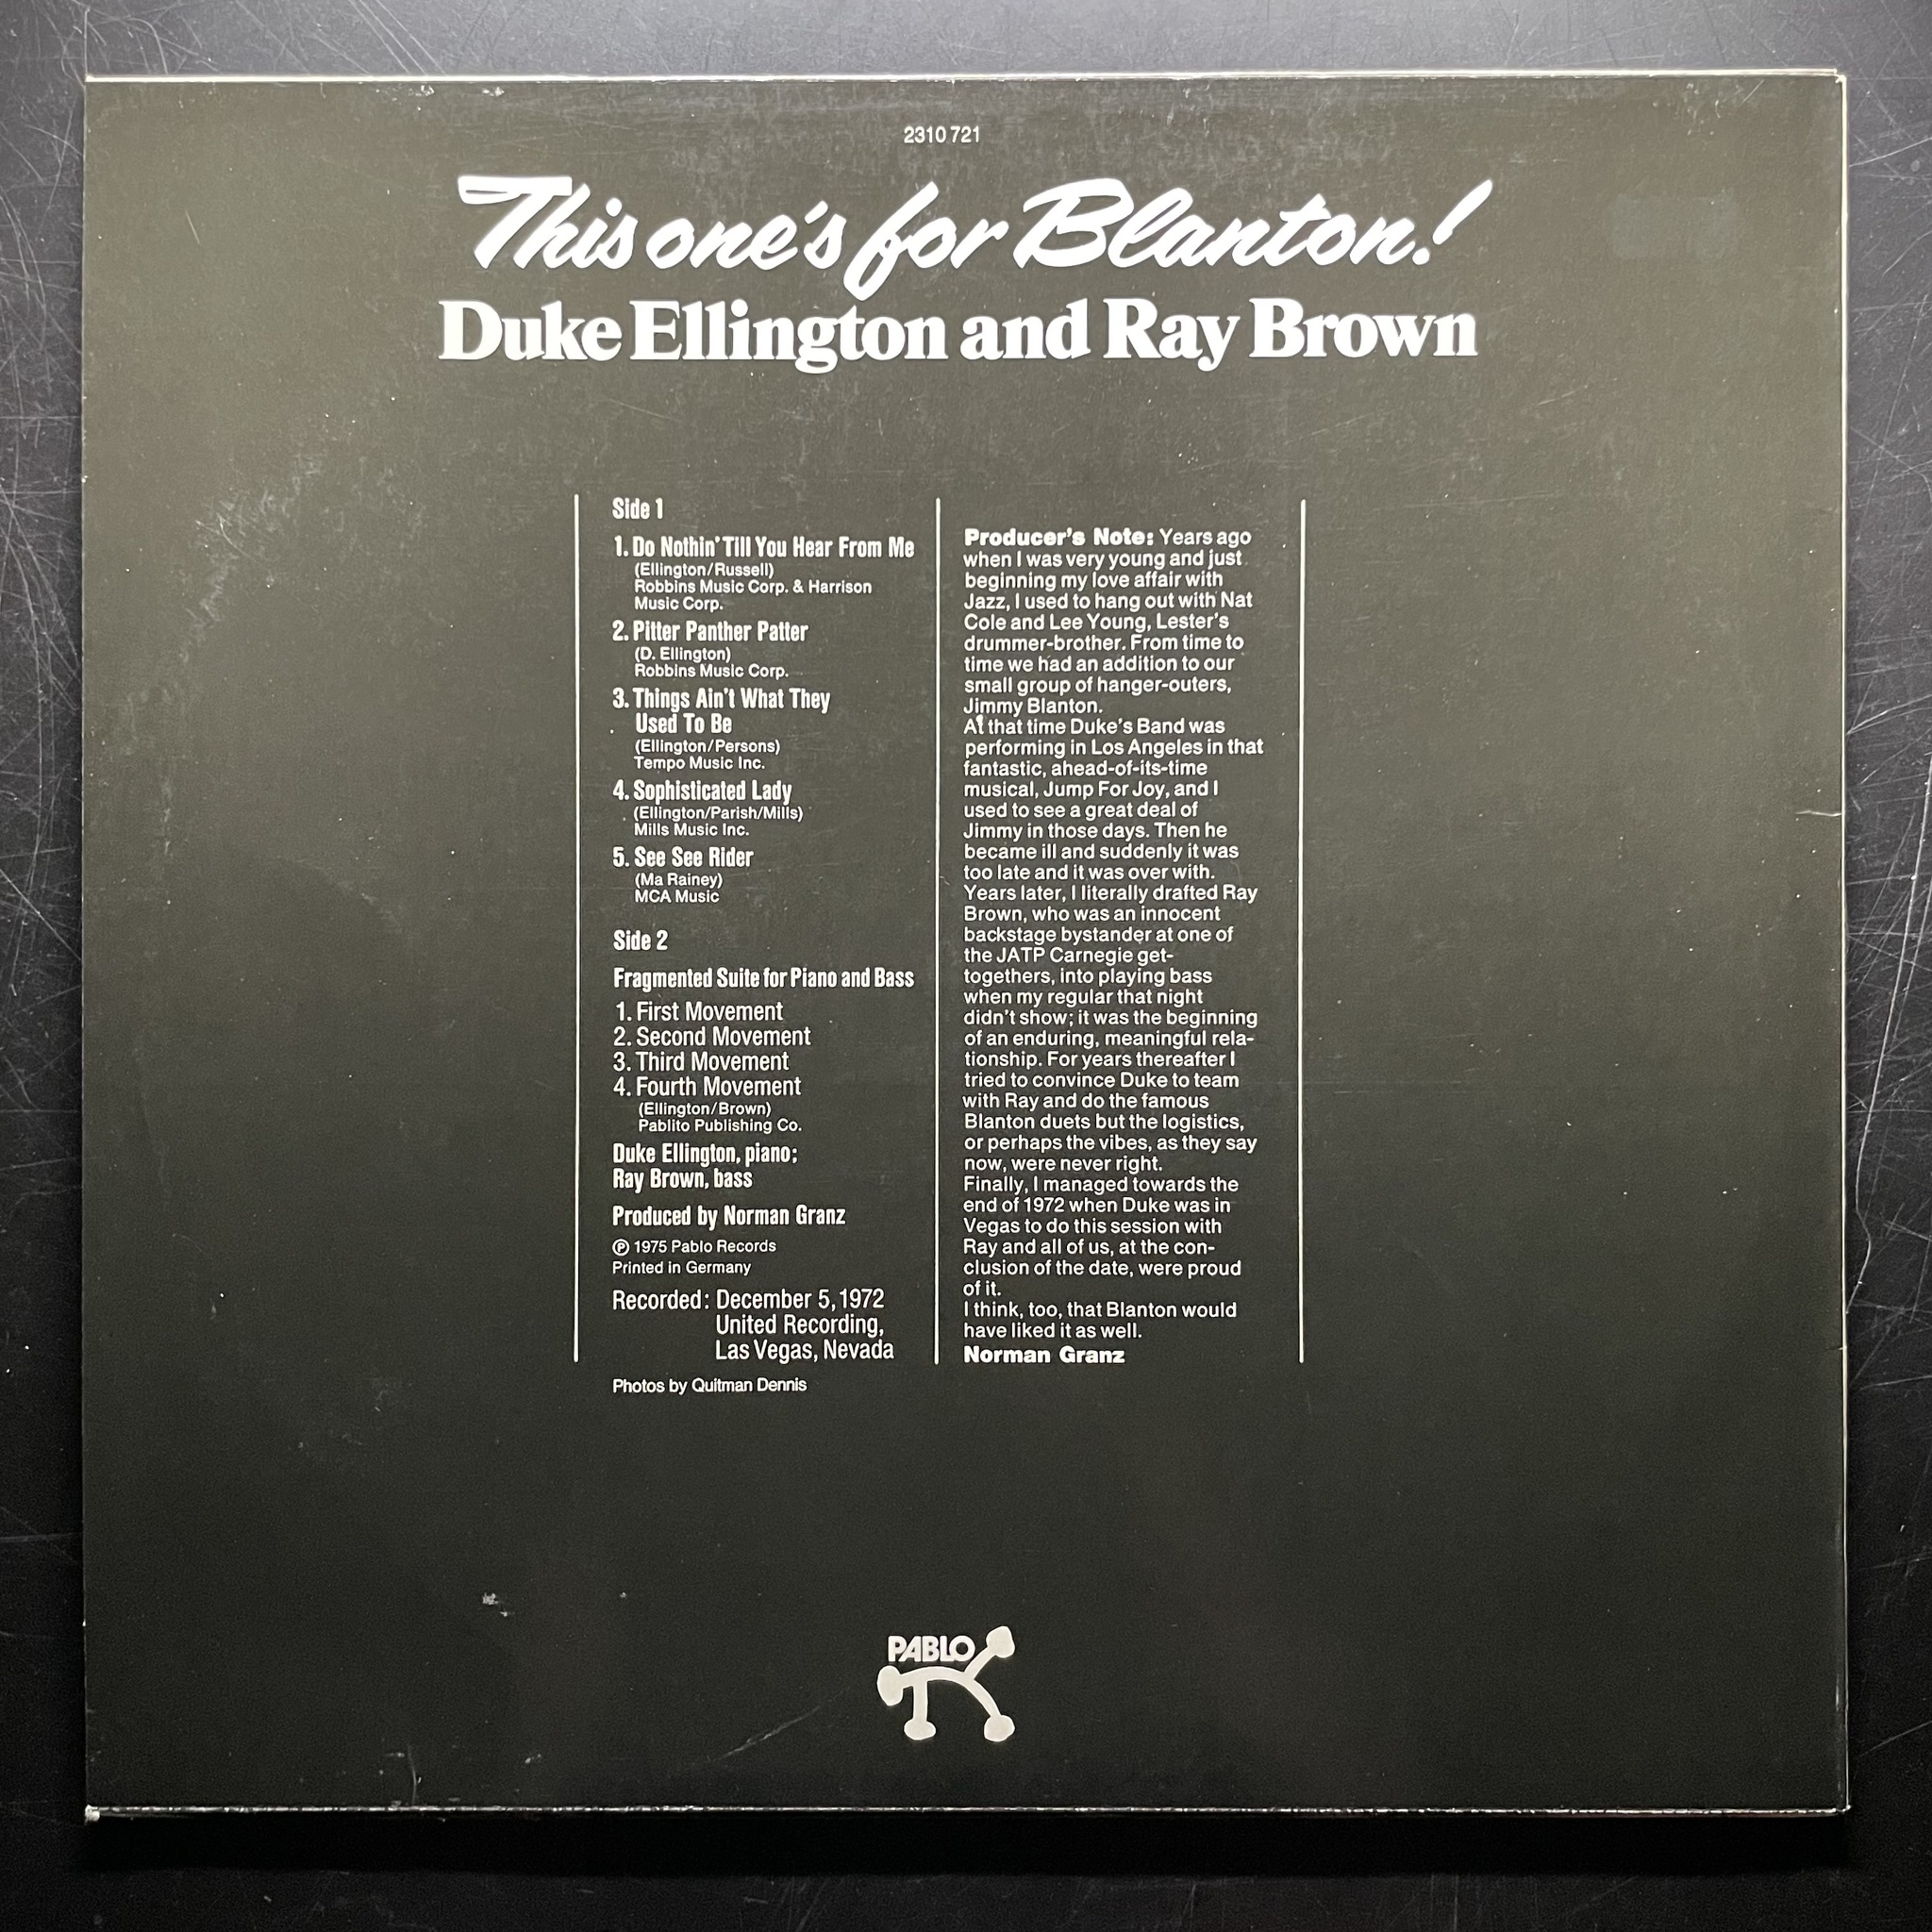 2310 721
This one's for Blanton!
Duke Ellington and Ray Brown
Side 1
1. Do Nothin' Till You Hear From Me
(Ellington/Russell)
Robbins Music Corp. & Harrison
Music Corp.
2. Pitter Panther Patter
(D. Ellington)
Robbins Music Corp.
3. Things Ain't What They
Used To Be
(Ellington/Persons)
Tempo Music Inc.
4. Sophisticated Lady
(Ellington/Parish/Mills)
Mills Music Inc.
5. See See Rider
(Ma Rainey)
MCA Music
Side 2
Fragmented Suite for Piano and Bass
1. First Movement
2. Second Movement
3. Third Movement
4. Fourth Movement
(Ellington/Brown)
Pablito Publishing Co.
Duke Ellington, piano;
Ray Brown, bass
Produced by Norman Granz
℗ 1975 Pablo Records
Printed in Germany
Recorded: December 5, 1972
United Recording,
Las Vegas, Nevada
Photos by Quitman Dennis
Producer's Note: Years ago
when I was very young and just
beginning my love affair with
Jazz, I used to hang out with Nat
Cole and Lee Young, Lester's
drummer-brother. From time to
time we had an addition to our
small group of hanger-outers,
Jimmy Blanton.
At that time Duke's Band was
performing in Los Angeles in that
fantastic, ahead-of-its-time
musical, Jump For Joy, and I
used to see a great deal of
Jimmy in those days. Then he
became ill and suddenly it was
too late and it was over with.
Years later, I literally drafted Ray
Brown, who was an innocent
backstage bystander at one of
the JATP Carnegie get-
togethers, into playing bass
when my regular that night
didn't show; it was the beginning
of an enduring, meaningful rela-
tionship. For years thereafter I
tried to convince Duke to team
with Ray and do the famous
Blanton duets but the logistics,
or perhaps the vibes, as they say
now, were never right.
Finally, I managed towards the
end of 1972 when Duke was in
Vegas to do this session with
Ray and all of us, at the con-
clusion of the date, were proud
of it.
I think, too, that Blanton would
have liked it as well.
Norman Granz
PABLO